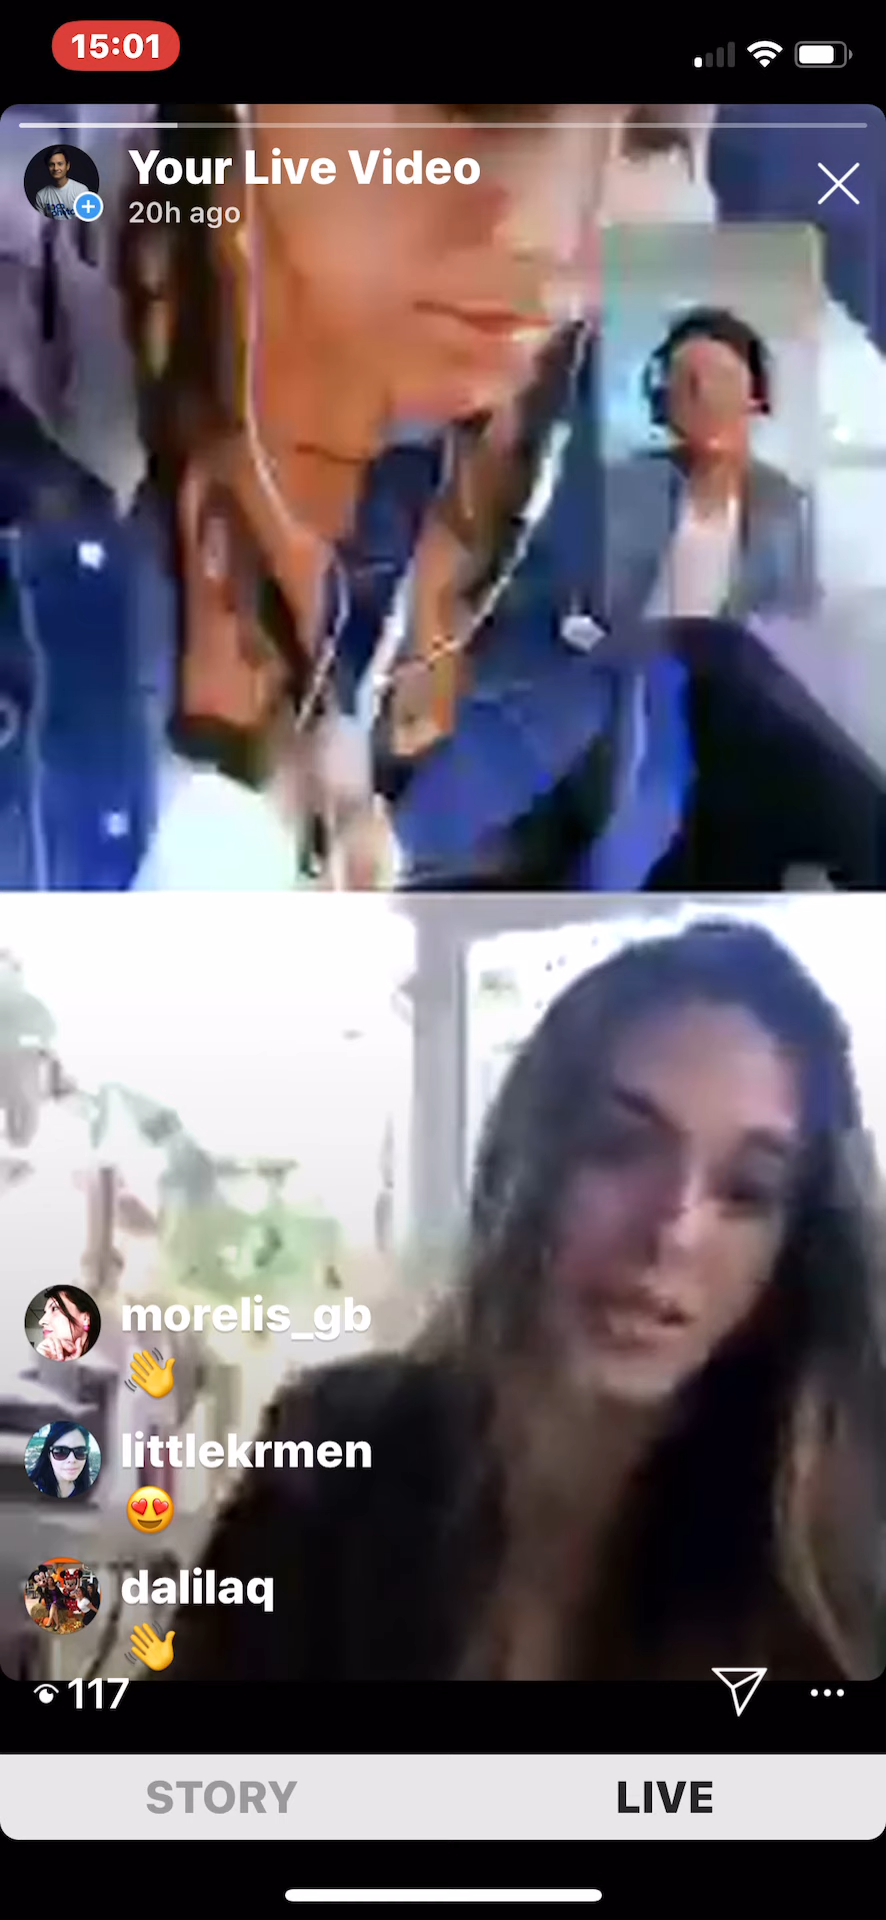 15:01
Your Live Video
20h ago
morelis_gb
👋
littlekrmen
😍
dalilaq
👋
117
STORY
LIVE